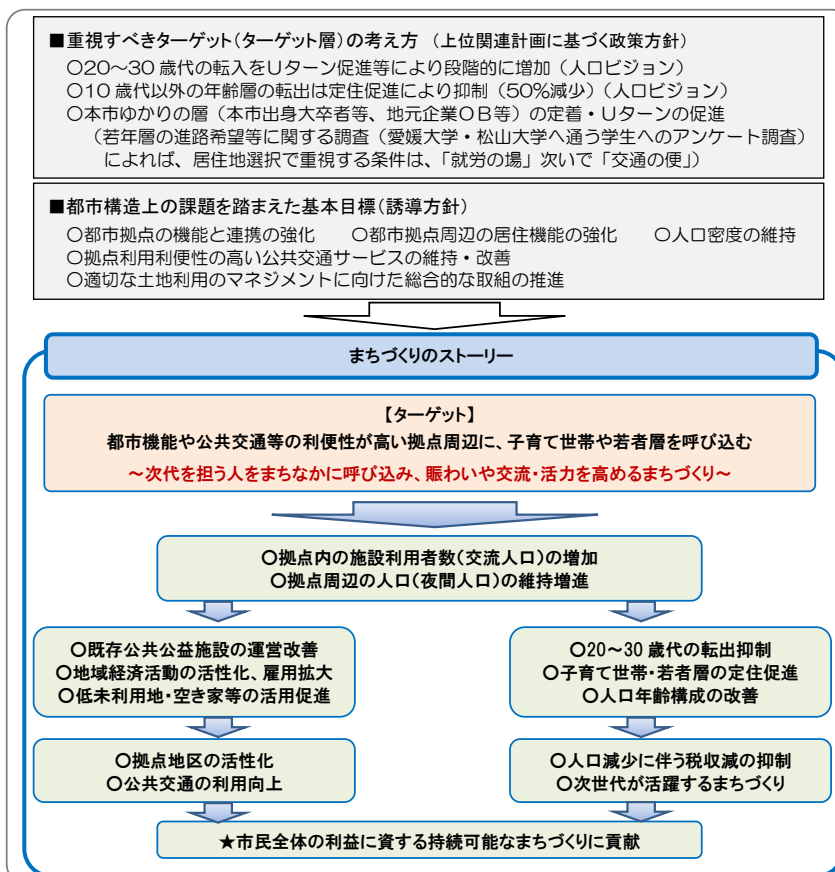 ■重視すべきターゲット(ターゲット層)の考え方 (上位関連計画に基づく政策方針)
○20～30歳代の転入をUターン促進等により段階的に増加(人口ビジョン)
○10歳代以外の年齢層の転出は定住促進により抑制(50%減少)(人口ビジョン)
○本市ゆかりの層(本市出身大卒者等、地元企業OB等)の定着・Uターンの促進
(若年層の進路希望等に関する調査(愛媛大学・松山大学へ通う学生へのアンケート調査)
によれば、居住地選択で重視する条件は、「就労の場」次いで「交通の便」)
■都市構造上の課題を踏まえた基本目標(誘導方針)
○都市拠点の機能と連携の強化 ○都市拠点周辺の居住機能の強化 ○人口密度の維持
○拠点利用利便性の高い公共交通サービスの維持・改善
○適切な土地利用のマネジメントに向けた総合的な取組の推進
まちづくりのストーリー
【ターゲット】
都市機能や公共交通等の利便性が高い拠点周辺に、子育て世帯や若者層を呼び込む
～次代を担う人をまちなかに呼び込み、賑わいや交流・活力を高めるまちづくり～
○拠点内の施設利用者数(交流人口)の増加
○拠点周辺の人口(夜間人口)の維持増進
○既存公共公益施設の運営改善
○地域経済活動の活性化、雇用拡大
○低未利用地・空き家等の活用促進
○20～30歳代の転出抑制
○子育て世帯・若者層の定住促進
○人口年齢構成の改善
○拠点地区の活性化
○公共交通の利用向上
○人口減少に伴う税収減の抑制
○次世代が活躍するまちづくり
★市民全体の利益に資する持続可能なまちづくりに貢献